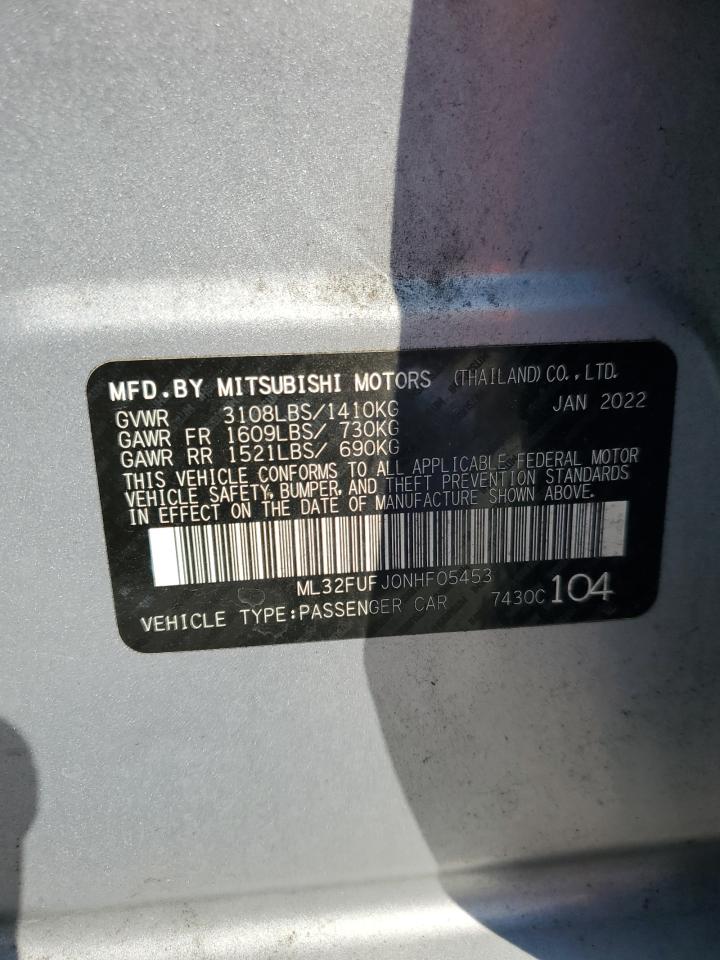 MFD.BY MITSUBISHI MOTORS (THAILAND) CO.,LTD.
GVWR 3108LBS/1410KG JAN 2022
GAWR FR 1609LBS/ 730KG
GAWR RR 1521LBS/ 690KG
THIS VEHICLE CONFORMS TO ALL APPLICABLE FEDERAL MOTOR
VEHICLE SAFETY, BUMPER, AND THEFT PREVENTION STANDARDS
IN EFFECT ON THE DATE OF MANUFACTURE SHOWN ABOVE.
ML32FUFJ0NHF05453
VEHICLE TYPE:PASSENGER CAR 7430C 104